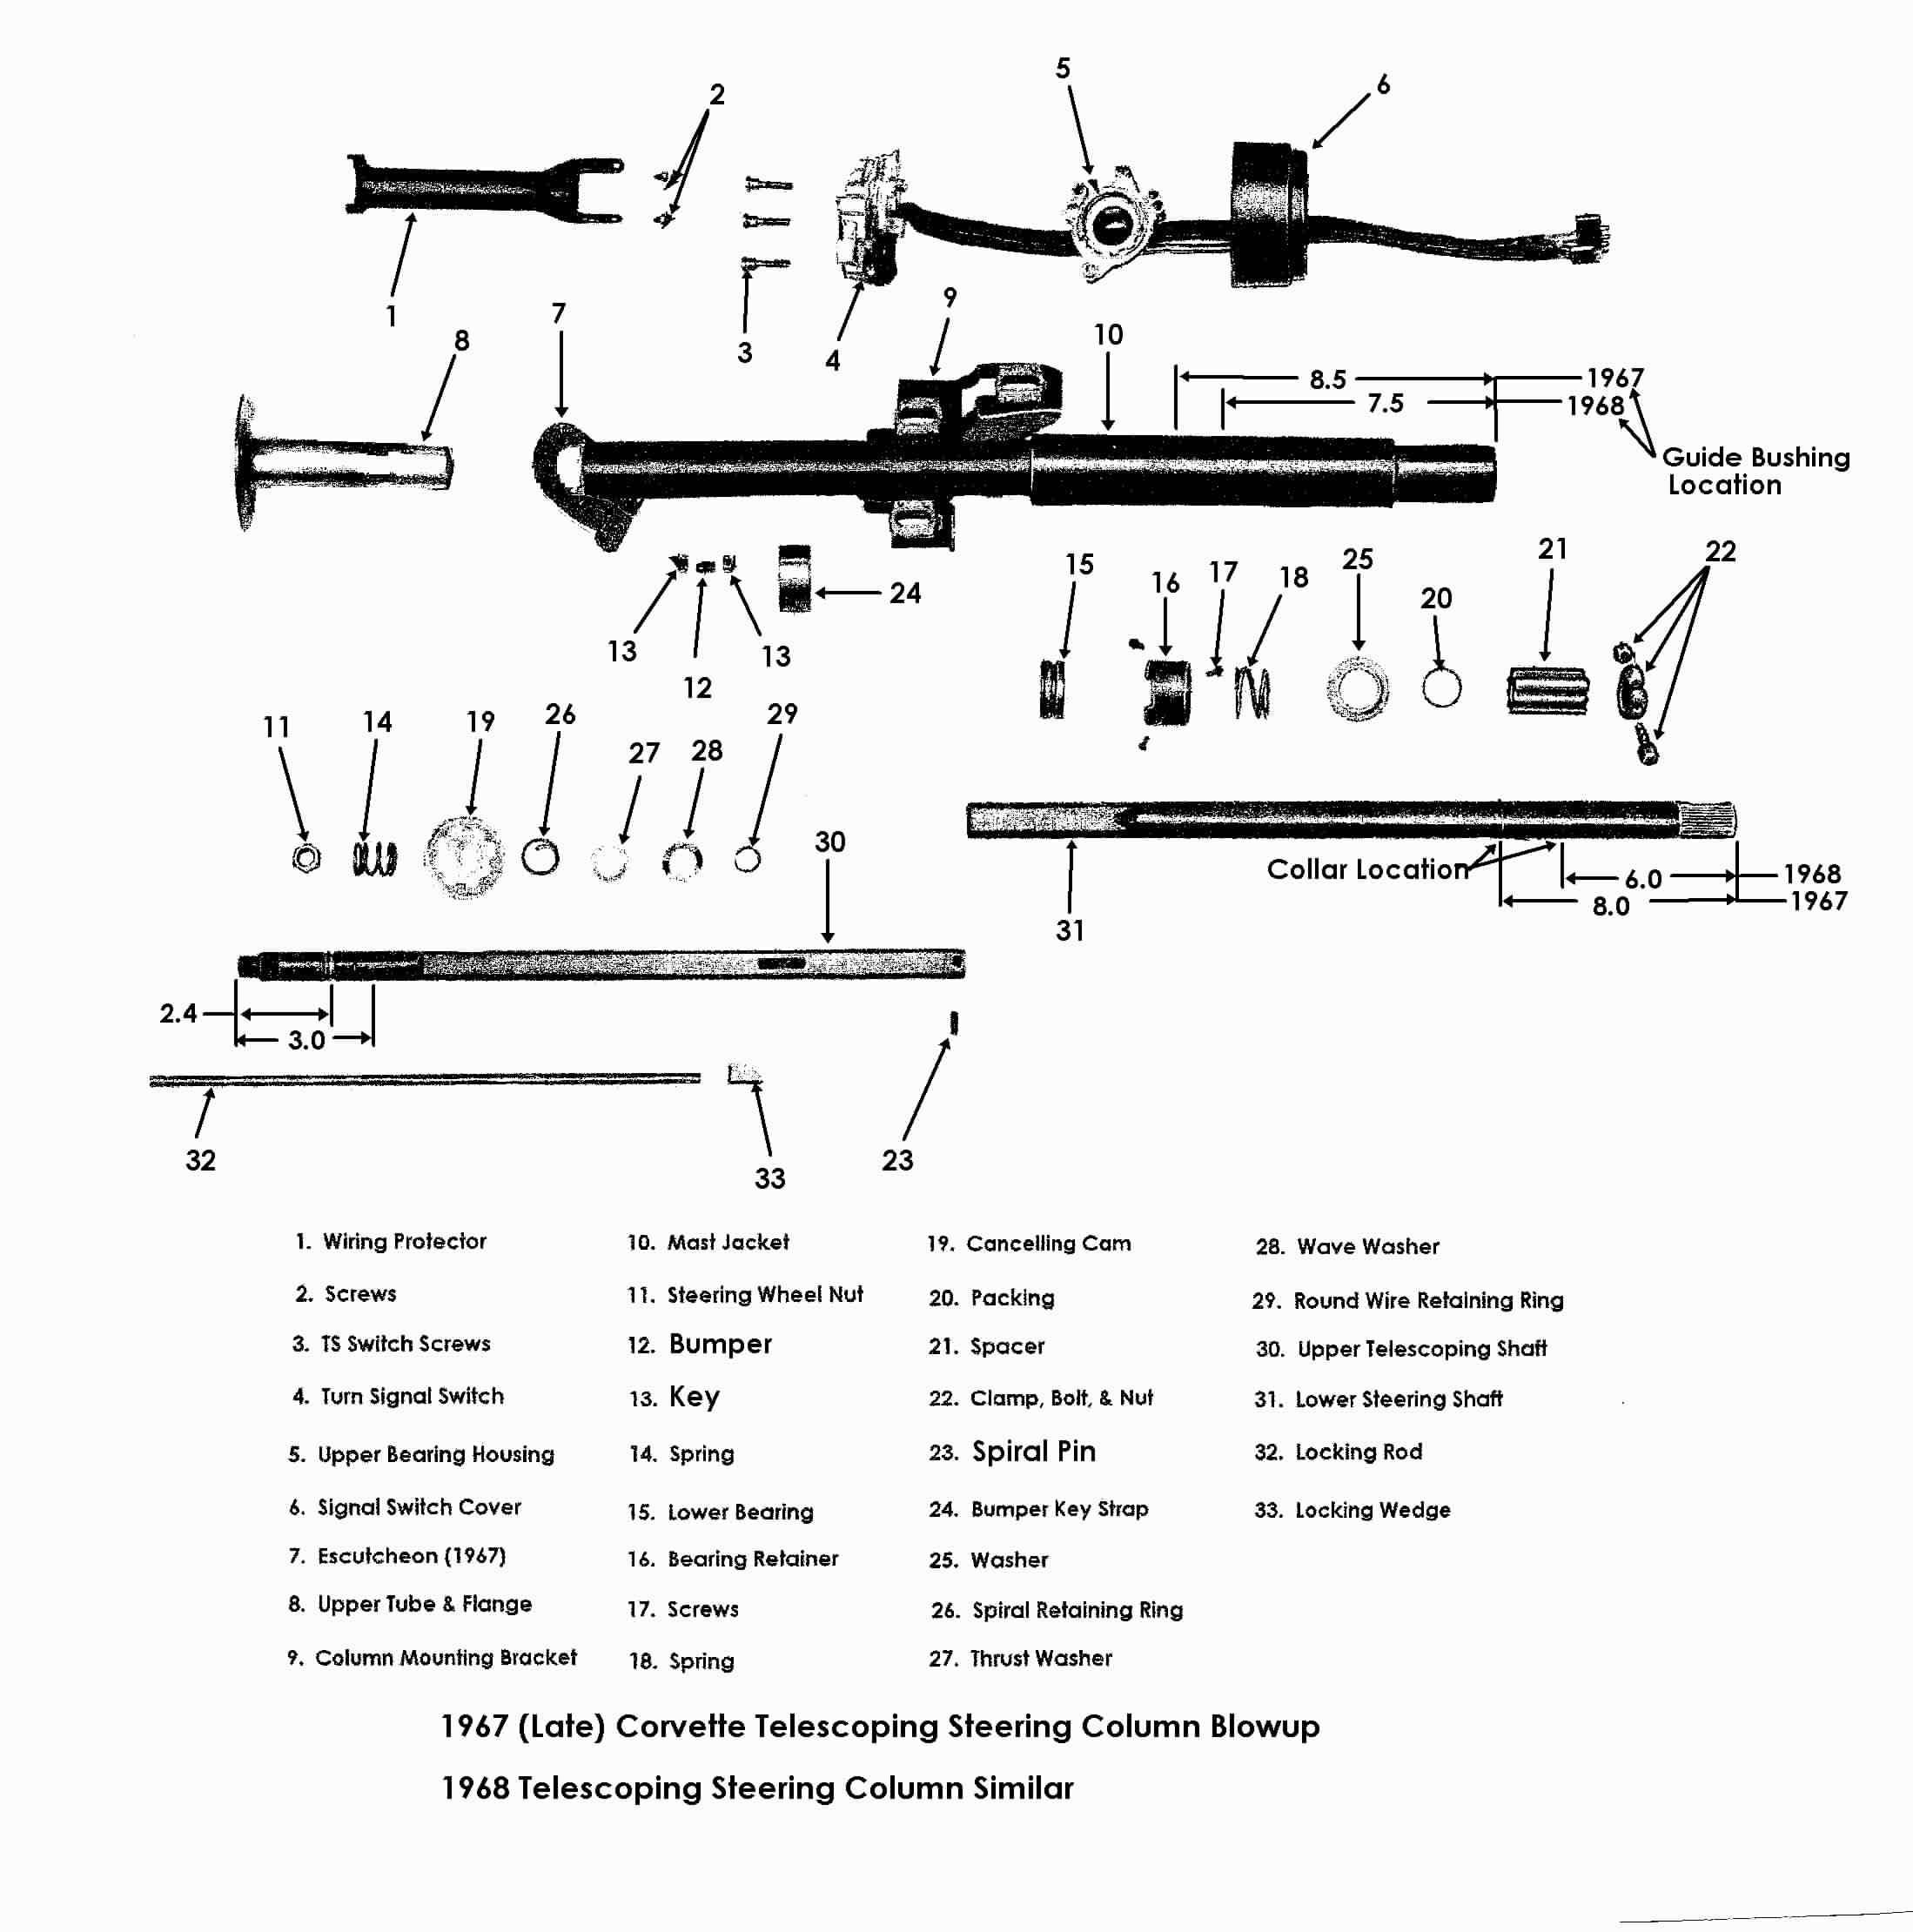 2
5
6
1
3
4
7
8
9
10
8.5
1967
7.5
1968
Guide Bushing
Location
13
12
13
24
15
16
17
18
25
20
21
22
11
14
19
26
27
28
29
30
31
Collar Location
6.0
1968
8.0
1967
2.4
3.0
32
33
23
1. Wiring Protector
2. Screws
3. TS Switch Screws
4. Turn Signal Switch
5. Upper Bearing Housing
6. Signal Switch Cover
7. Escutcheon (1967)
8. Upper Tube & Flange
9. Column Mounting Bracket
10. Mast Jacket
11. Steering Wheel Nut
12. Bumper
13. Key
14. Spring
15. Lower Bearing
16. Bearing Retainer
17. Screws
18. Spring
19. Cancelling Cam
20. Packing
21. Spacer
22. Clamp, Bolt, & Nut
23. Spiral Pin
24. Bumper Key Strap
25. Washer
26. Spiral Retaining Ring
27. Thrust Washer
28. Wave Washer
29. Round Wire Retaining Ring
30. Upper Telescoping Shaft
31. Lower Steering Shaft
32. Locking Rod
33. Locking Wedge
1967 (Late) Corvette Telescoping Steering Column Blowup
1968 Telescoping Steering Column Similar